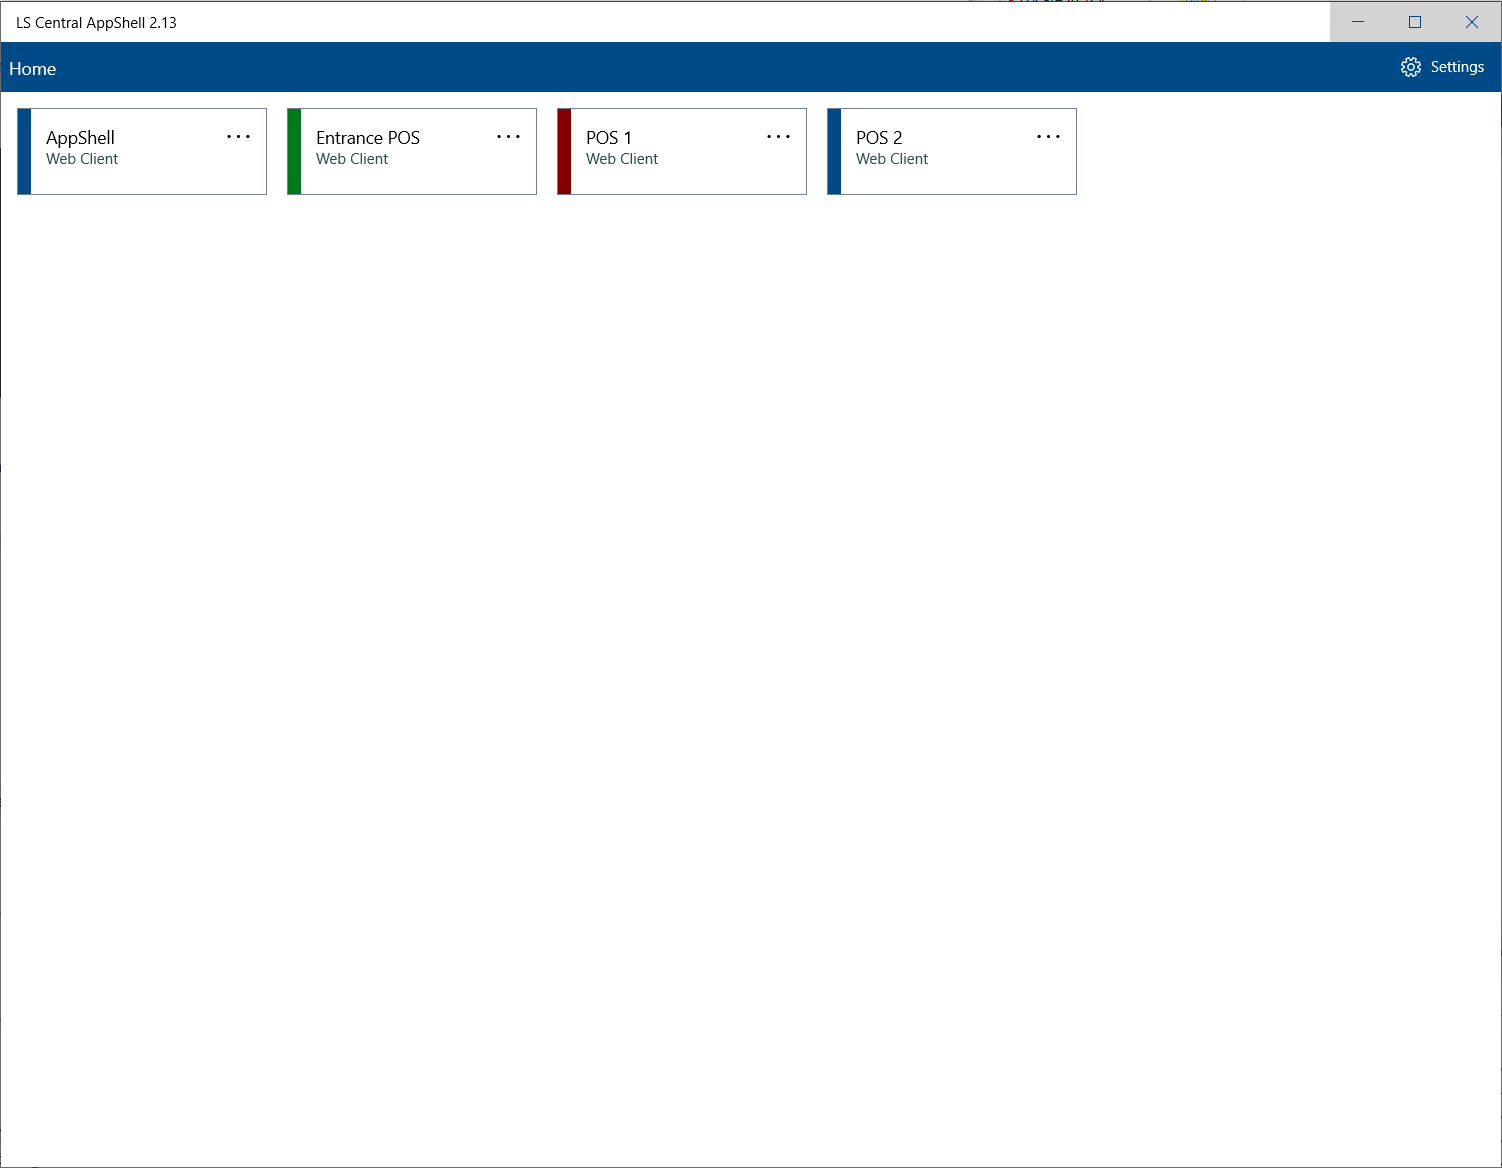 LS Central AppShell 2.13
Home
Settings
AppShell
Web Client
Entrance POS
Web Client
POS 1
Web Client
POS 2
Web Client